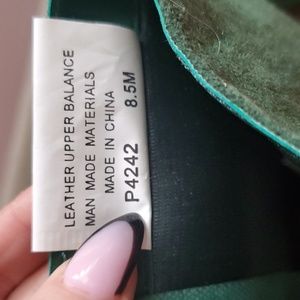 LEATHER UPPER BALANCE
MAN MADE MATERIALS
MADE IN CHINA
P4242 8.5M